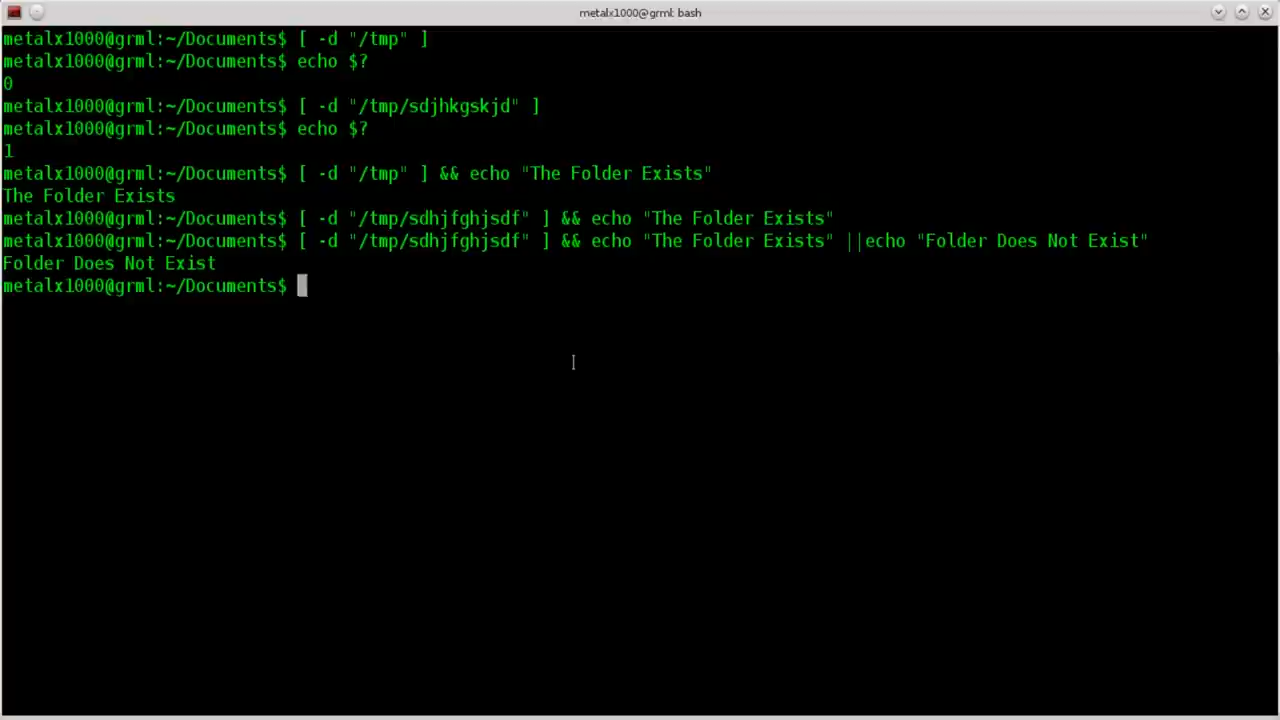 metalx1000@grml: bash
metalx1000@grml:~/Documents$ [ -d "/tmp" ]
metalx1000@grml:~/Documents$ echo $?
0
metalx1000@grml:~/Documents$ [ -d "/tmp/sdjhkgskjd" ]
metalx1000@grml:~/Documents$ echo $?
1
metalx1000@grml:~/Documents$ [ -d "/tmp" ] && echo "The Folder Exists"
The Folder Exists
metalx1000@grml:~/Documents$ [ -d "/tmp/sdhjfghjsdf" ] && echo "The Folder Exists"
metalx1000@grml:~/Documents$ [ -d "/tmp/sdhjfghjsdf" ] && echo "The Folder Exists" ||echo "Folder Does Not Exist"
Folder Does Not Exist
metalx1000@grml:~/Documents$